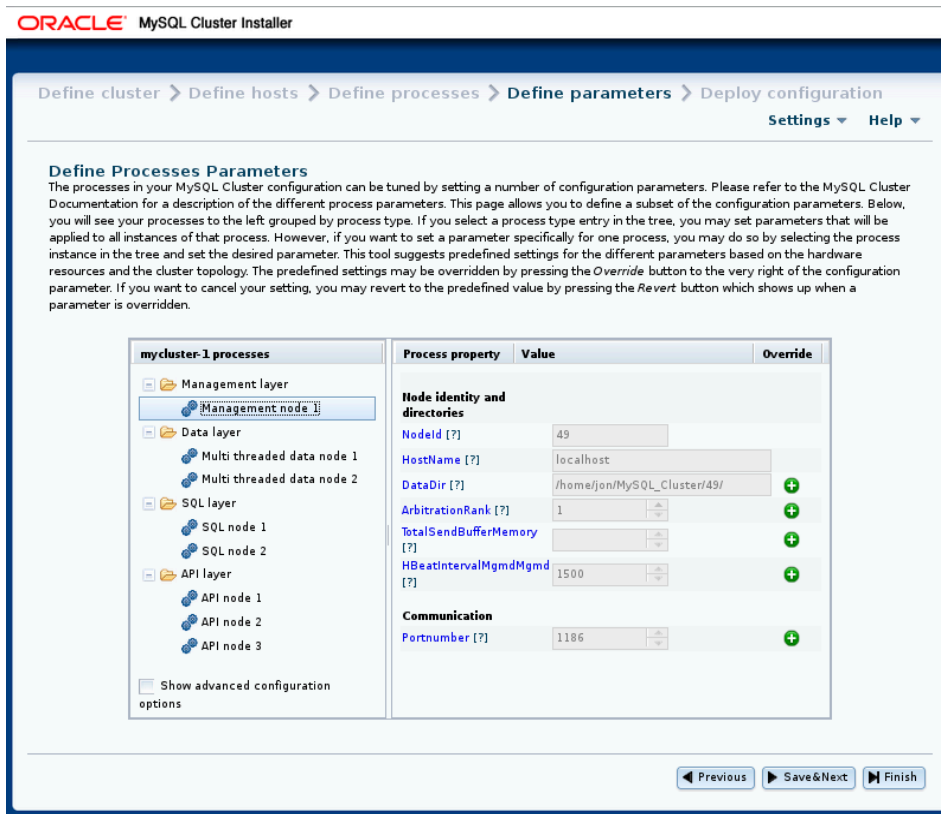 ORACLE® MySQL Cluster Installer
Define cluster > Define hosts > Define processes > Define parameters > Deploy configuration
Settings Help
Define Processes Parameters
The processes in your MySQL Cluster configuration can be tuned by setting a number of configuration parameters. Please refer to the MySQL Cluster
Documentation for a description of the different process parameters. This page allows you to define a subset of the configuration parameters. Below,
you will see your processes to the left grouped by process type. If you select a process type entry in the tree, you may set parameters that will be
applied to all instances of that process. However, if you want to set a parameter specifically for one process, you may do so by selecting the process
instance in the tree and set the desired parameter. This tool suggests predefined settings for the different parameters based on the hardware
resources and the cluster topology. The predefined settings may be overridden by pressing the Override button to the very right of the configuration
parameter. If you want to cancel your setting, you may revert to the predefined value by pressing the Revert button which shows up when a
parameter is overridden.
mycluster-1 processes
Management layer
Management node 1
Data layer
Multi threaded data node 1
Multi threaded data node 2
SQL layer
SQL node 1
SQL node 2
API layer
API node 1
API node 2
API node 3
Show advanced configuration
options
Process property Value Override
Node identity and
directories
NodeId [?] 49
HostName [?] localhost
DataDir [?] /home/jon/MySQL_Cluster/49/
ArbitrationRank [?] 1
TotalSendBufferMemory
[?]
HBeatIntervalMgmdMgmd 1500
[?]
Communication
Portnumber [?] 1186
Previous Save&Next Finish